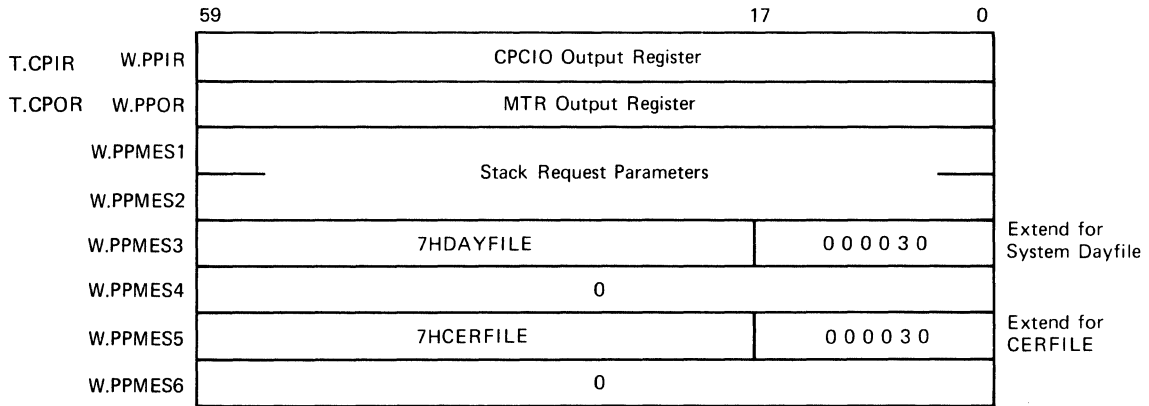 59 17 0
T.CPIR W.PPIR CPCIO Output Register
T.CPOR W.PPOR MTR Output Register
W.PPMES1
Stack Request Parameters
W.PPMES2
W.PPMES3 7HDAYFILE 000030 Extend for
System Dayfile
W.PPMES4 0
W.PPMES5 7HCERFILE 000030 Extend for
CERFILE
W.PPMES6 0